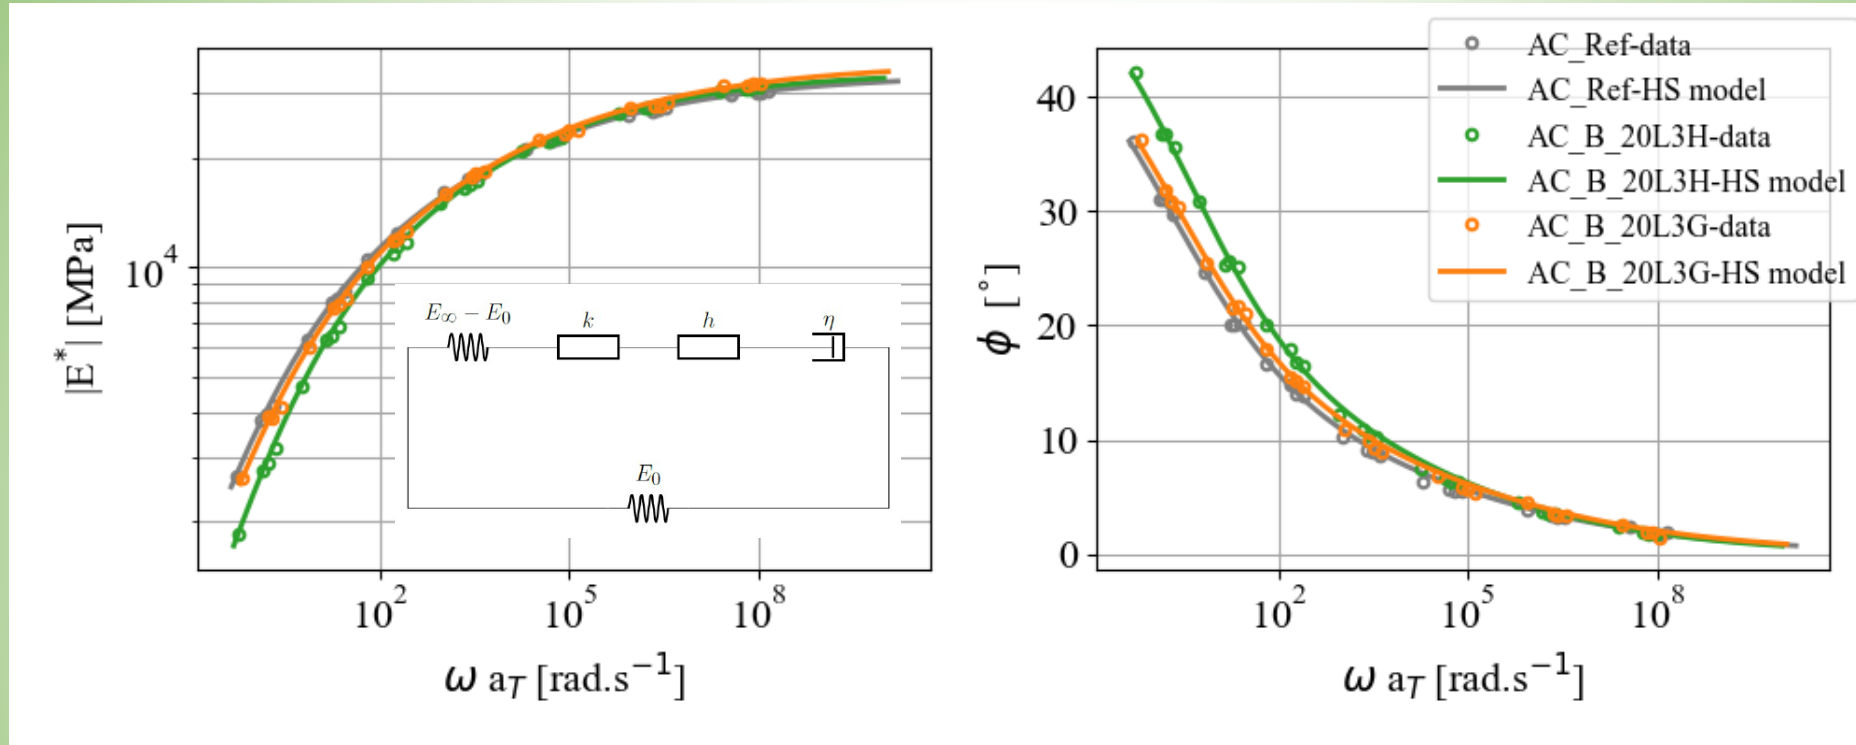 |E*| [MPa]
10^4
E∞ − E0
k
h
η
E0
10^2
10^5
10^8
ω a_T [rad.s^−1]
ϕ [°]
40
30
20
10
0
10^2
10^5
10^8
ω a_T [rad.s^−1]
AC_Ref-data
AC_Ref-HS model
AC_B_20L3H-data
AC_B_20L3H-HS model
AC_B_20L3G-data
AC_B_20L3G-HS model